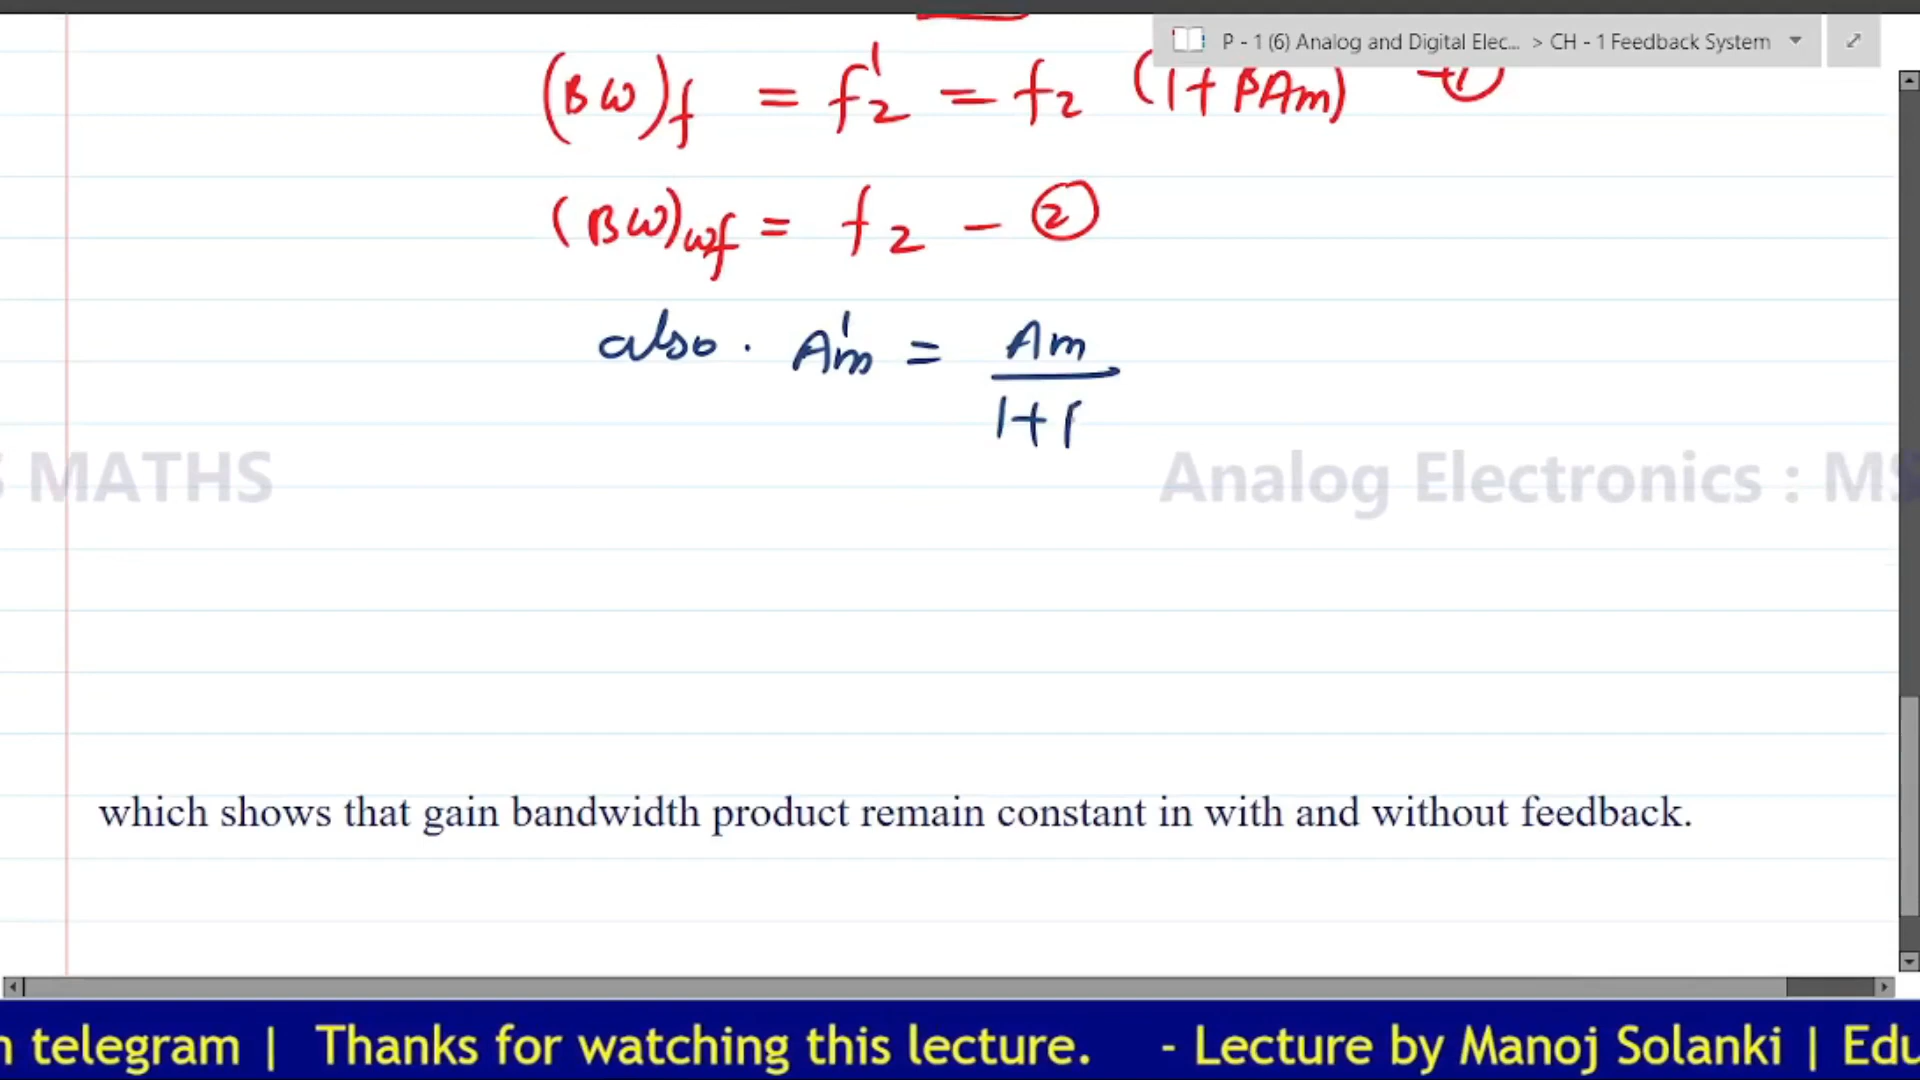 P - 1 (6) Analog and Digital Elec... > CH - 1 Feedback System
(BW)f = f₂' = f₂ (1+ βAm) - ①
(BW)wf = f₂ - ②
also . Am' = Am
1+
S MATHS
Analog Electronics : MS
which shows that gain bandwidth product remain constant in with and without feedback.
n telegram | Thanks for watching this lecture. - Lecture by Manoj Solanki | Edu